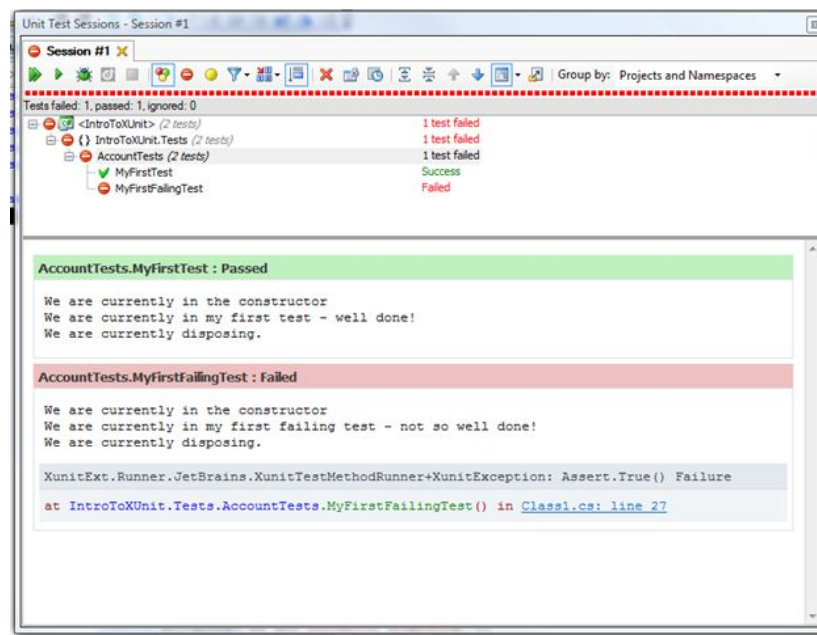 Unit Test Sessions - Session #1
Session #1
Group by: Projects and Namespaces
Tests failed: 1, passed: 1, ignored: 0
<IntroToXUnit> (2 tests) 1 test failed
{} IntroToXUnit.Tests (2 tests) 1 test failed
AccountTests (2 tests) 1 test failed
MyFirstTest Success
MyFirstFailingTest Failed
AccountTests.MyFirstTest : Passed
We are currently in the constructor
We are currently in my first test - well done!
We are currently disposing.
AccountTests.MyFirstFailingTest : Failed
We are currently in the constructor
We are currently in my first failing test - not so well done!
We are currently disposing.
XunitExt.Runner.JetBrains.XunitTestMethodRunner+XunitException: Assert.True() Failure
at IntroToXUnit.Tests.AccountTests.MyFirstFailingTest() in Class1.cs: line 27